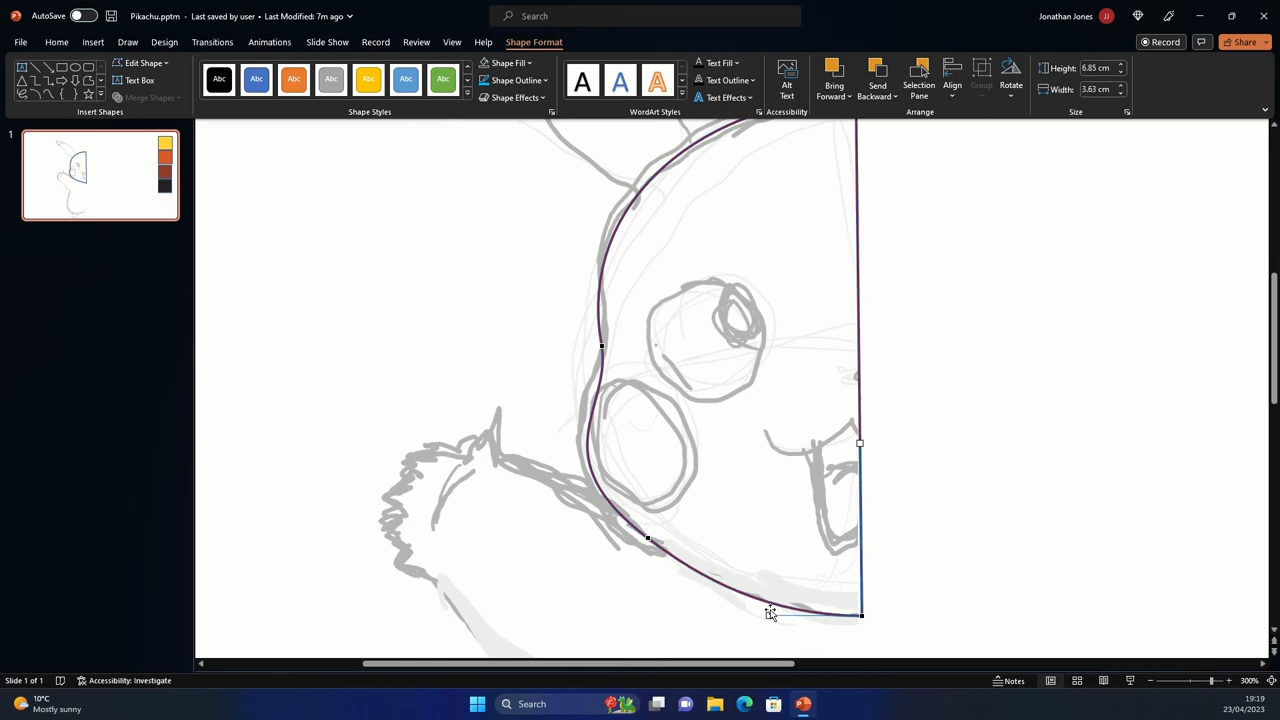 AutoSave Off Pikachu.pptm - Last saved by user • Last Modified: 7m ago Search Jonathan Jones JJ
File Home Insert Draw Design Transitions Animations Slide Show Record Review View Help Shape Format Record Share
Edit Shape Text Box Merge Shapes
Insert Shapes
Abc Abc Abc Abc Abc Abc Abc
Shape Fill Shape Outline Shape Effects
Shape Styles
A A A
Text Fill Text Outline Text Effects
WordArt Styles
Alt Text
Accessibility
Bring Forward Send Backward Selection Pane Align Group Rotate
Arrange
Height: 6.85 cm
Width: 3.63 cm
Size
1
Slide 1 of 1 Accessibility: Investigate Notes 300%
10°C
Mostly sunny
Search
19:19
23/04/2023